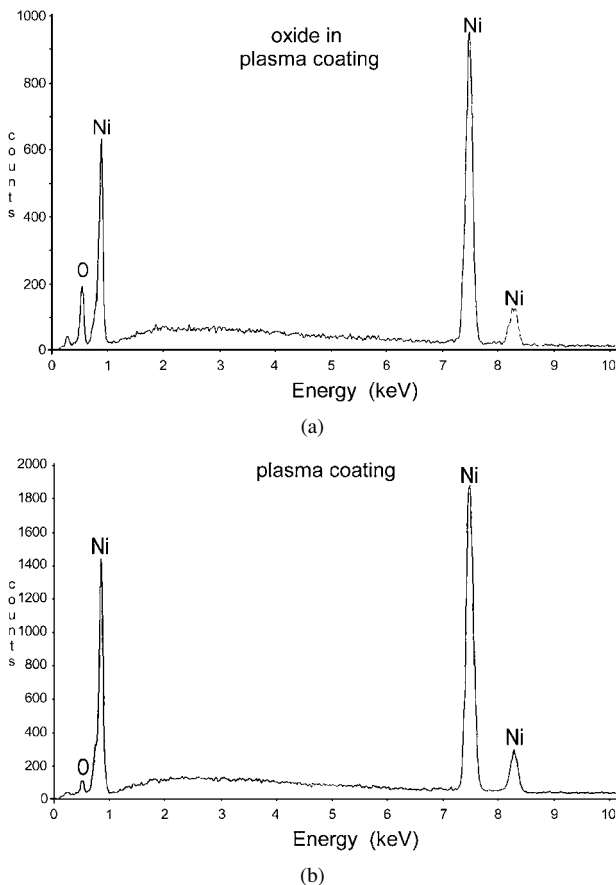 1000
800
600
400
200
0
counts
oxide in
plasma coating
O
Ni
Ni
Ni
0 1 2 3 4 5 6 7 8 9 10
Energy (keV)
(a)
2000
1800
1600
1400
1200
1000
800
600
400
200
0
counts
plasma coating
O
Ni
Ni
Ni
0 1 2 3 4 5 6 7 8 9 10
Energy (keV)
(b)